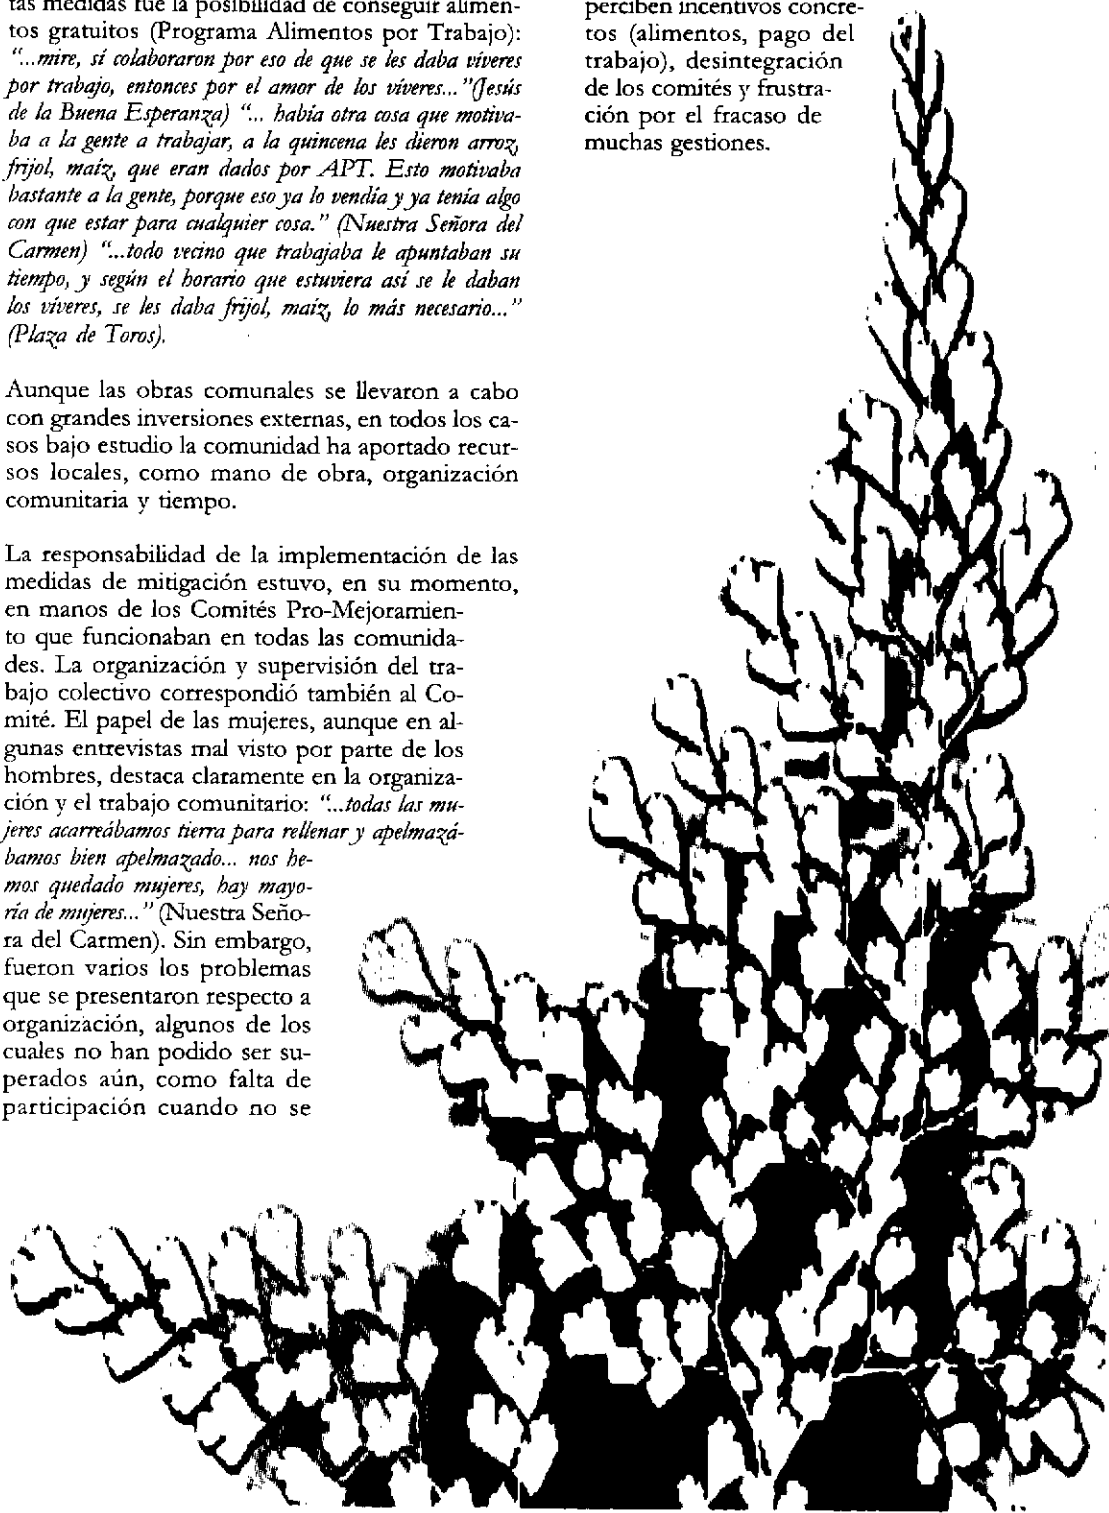 tas medidas fue la posibilidad de conseguir alimen-
tos gratuitos (Programa Alimentos por Trabajo):
“...mire, sí colaboraron por eso de que se les daba víveres
por trabajo, entonces por el amor de los víveres...”(Jesús
de la Buena Esperanza) “... había otra cosa que motiva-
ba a la gente a trabajar, a la quincena les dieron arroz,
frijol, maíz, que eran dados por APT. Esto motivaba
bastante a la gente, porque eso ya lo vendía y ya tenía algo
con que estar para cualquier cosa.” (Nuestra Señora del
Carmen) “...todo vecino que trabajaba le apuntaban su
tiempo, y según el horario que estuviera así se le daban
los víveres, se les daba frijol, maíz, lo más necesario...”
(Plaza de Toros).
Aunque las obras comunales se llevaron a cabo
con grandes inversiones externas, en todos los ca-
sos bajo estudio la comunidad ha aportado recur-
sos locales, como mano de obra, organización
comunitaria y tiempo.
La responsabilidad de la implementación de las
medidas de mitigación estuvo, en su momento,
en manos de los Comités Pro-Mejoramien-
to que funcionaban en todas las comunida-
des. La organización y supervisión del tra-
bajo colectivo correspondió también al Co-
mité. El papel de las mujeres, aunque en al-
gunas entrevistas mal visto por parte de los
hombres, destaca claramente en la organiza-
ción y el trabajo comunitario: “...todas las mu-
jeres acarreábamos tierra para rellenar y apelmazá-
bamos bien apelmazado... nos he-
mos quedado mujeres, hay mayo-
ría de mujeres...” (Nuestra Seño-
ra del Carmen). Sin embargo,
fueron varios los problemas
que se presentaron respecto a
organización, algunos de los
cuales no han podido ser su-
perados aún, como falta de
participación cuando no se
perciben incentivos concre-
tos (alimentos, pago del
trabajo), desintegración
de los comités y frustra-
ción por el fracaso de
muchas gestiones.